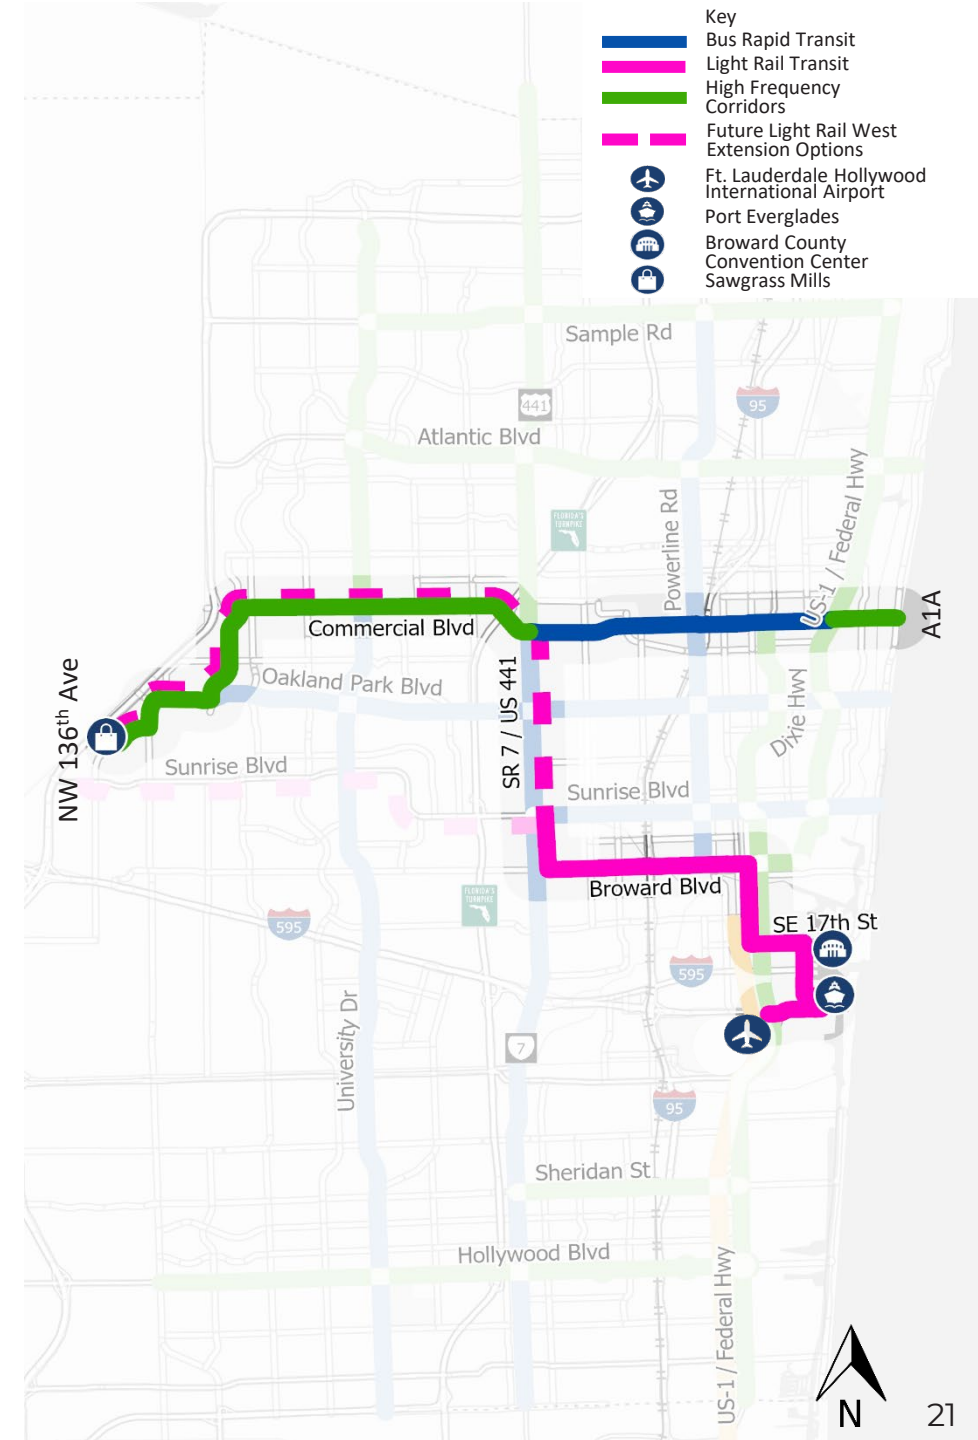 Key
Bus Rapid Transit
Light Rail Transit
High Frequency
Corridors
Future Light Rail West
Extension Options
Ft. Lauderdale Hollywood
International Airport
Port Everglades
Broward County
Convention Center
Sawgrass Mills
Sample Rd
441
95
Atlantic Blvd
Powerline Rd
US-1 / Federal Hwy
FLORIDA'S
TURNPIKE
Commercial Blvd
A1A
NW 136th Ave
Oakland Park Blvd
SR 7 / US 441
Dixie Hwy
Sunrise Blvd
Sunrise Blvd
Broward Blvd
FLORIDA'S
TURNPIKE
SE 17th St
595
595
University Dr
7
95
Sheridan St
Hollywood Blvd
US-1 / Federal Hwy
N
21